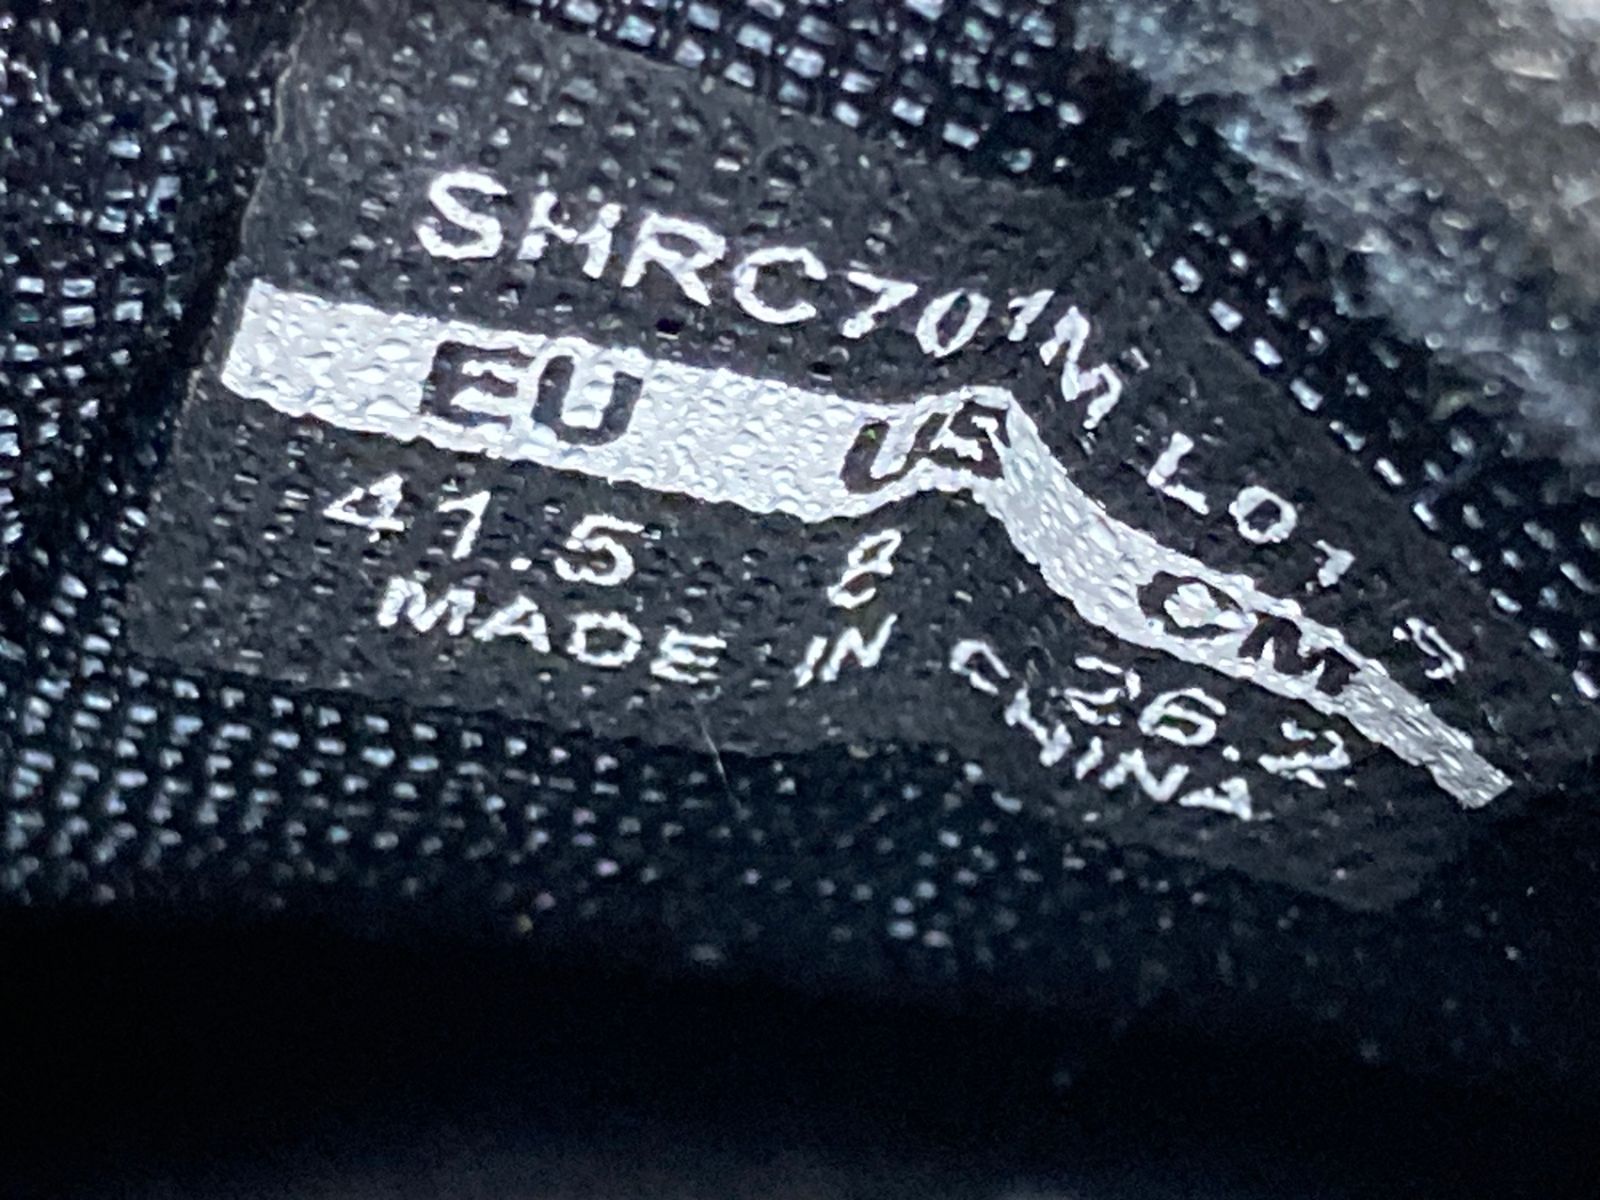 SHRC701M L01
EU US CM
41.5 8 26.2
MADE IN CHINA